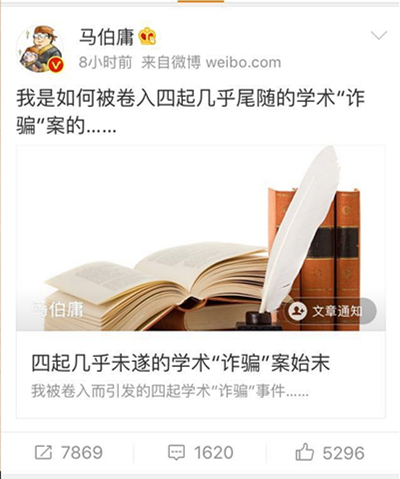 马伯庸
8小时前 来自微博 weibo.com
我是如何被卷入四起几乎尾随的学术“诈
骗”案的……
马伯庸
文章通知
四起几乎未遂的学术“诈骗”案始末
我被卷入而引发的四起学术“诈骗”事件……
7869 1620 5296